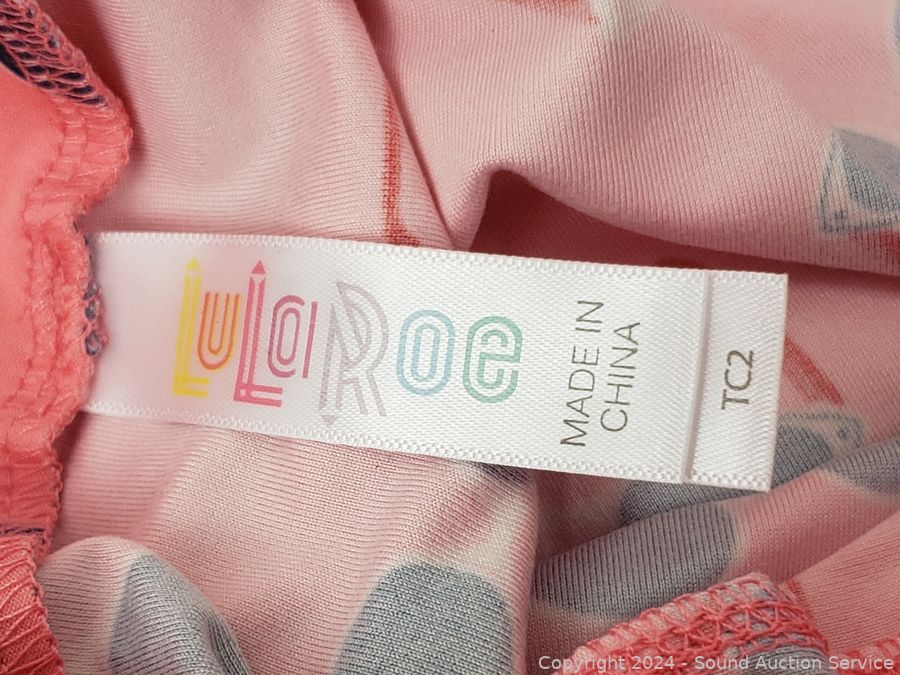 LuLaRoe
MADE IN
CHINA
TC2
Copyright 2024 - Sound Auction Service